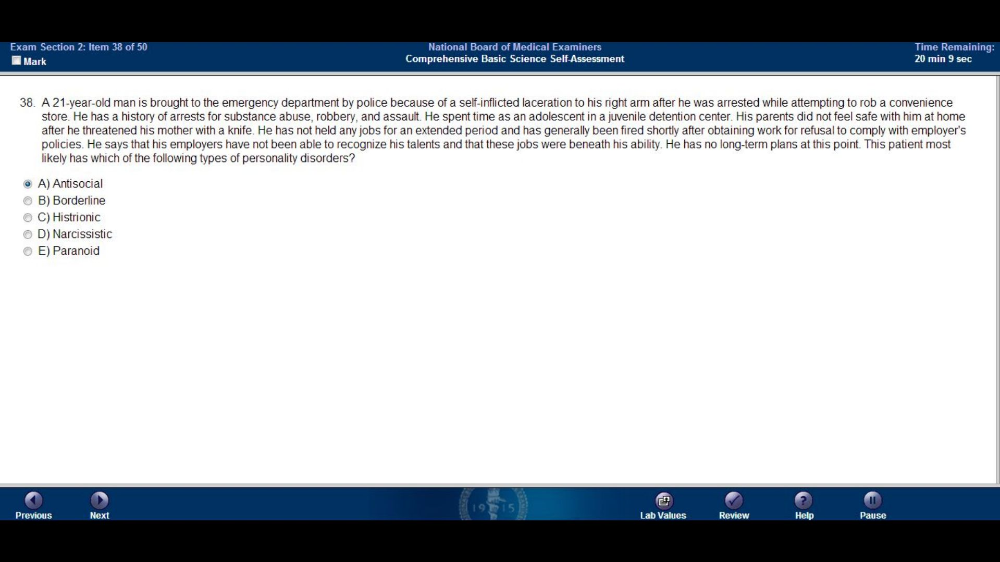 Exam Section 2: Item 38 of 50
National Board of Medical Examiners
Time Remaining:
Mark
Comprehensive Basic Science Self-Assessment
20 min 9 sec
38. A 21-year-old man is brought to the emergency department by police because of a self-inflicted laceration to his right arm after he was arrested while attempting to rob a convenience
store. He has a history of arrests for substance abuse, robbery, and assault. He spent time as an adolescent in a juvenile detention center. His parents did not feel safe with him at home
after he threatened his mother with a knife. He has not held any jobs for an extended period and has generally been fired shortly after obtaining work for refusal to comply with employer's
policies. He says that his employers have not been able to recognize his talents and that these jobs were beneath his ability. He has no long-term plans at this point. This patient most
likely has which of the following types of personality disorders?
A) Antisocial
B) Borderline
C) Histrionic
D) Narcissistic
E) Paranoid
1915
Previous
Next
Lab Values
Review
Help
Pause